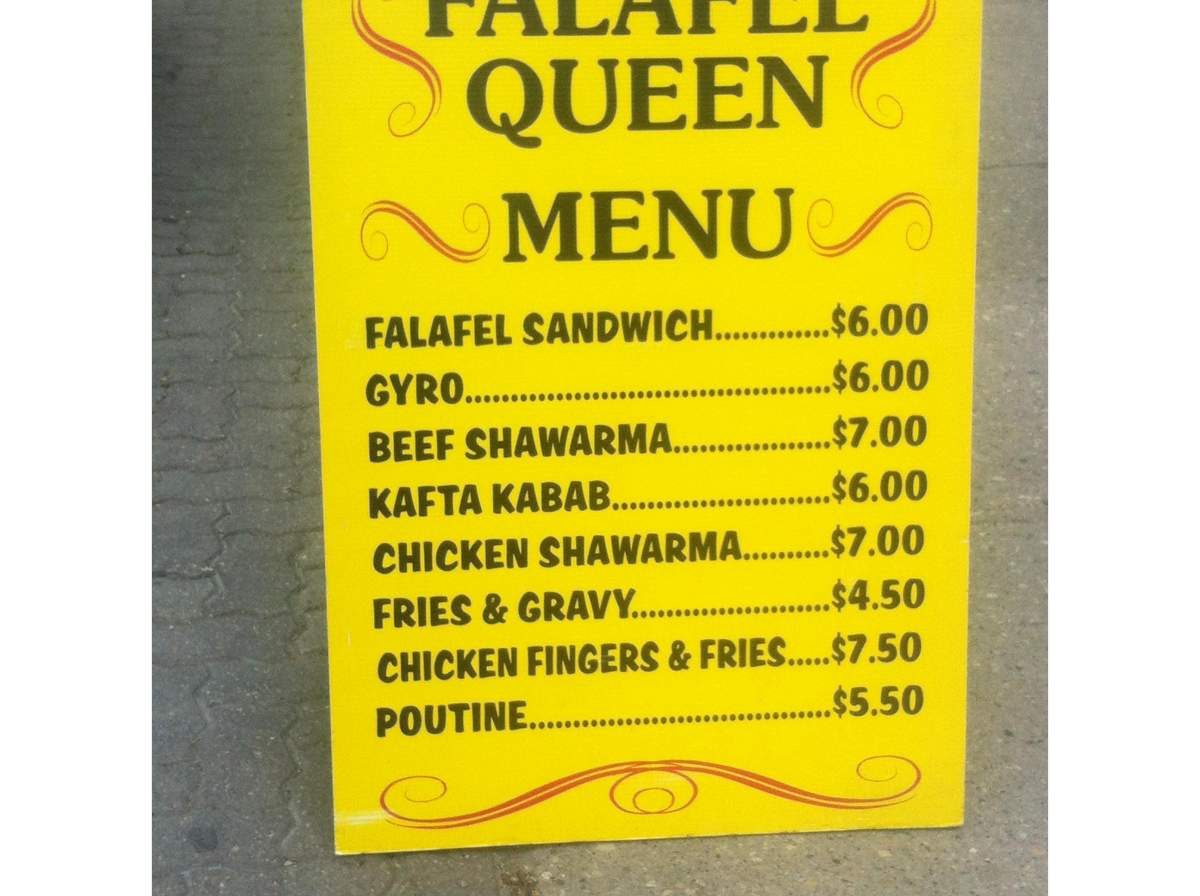 FALAFEL
QUEEN
MENU
FALAFEL SANDWICH.............$6.00
GYRO........................................$6.00
BEEF SHAWARMA.................$7.00
KAFTA KABAB........................$6.00
CHICKEN SHAWARMA..........$7.00
FRIES & GRAVY......................$4.50
CHICKEN FINGERS & FRIES.....$7.50
POUTINE.................................$5.50